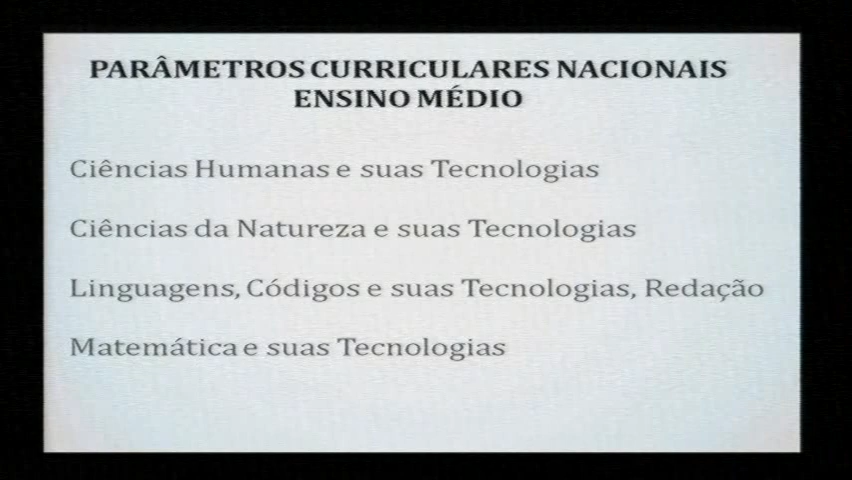 PARÂMETROS CURRICULARES NACIONAIS
ENSINO MÉDIO
Ciências Humanas e suas Tecnologias
Ciências da Natureza e suas Tecnologias
Linguagens, Códigos e suas Tecnologias, Redação
Matemática e suas Tecnologias